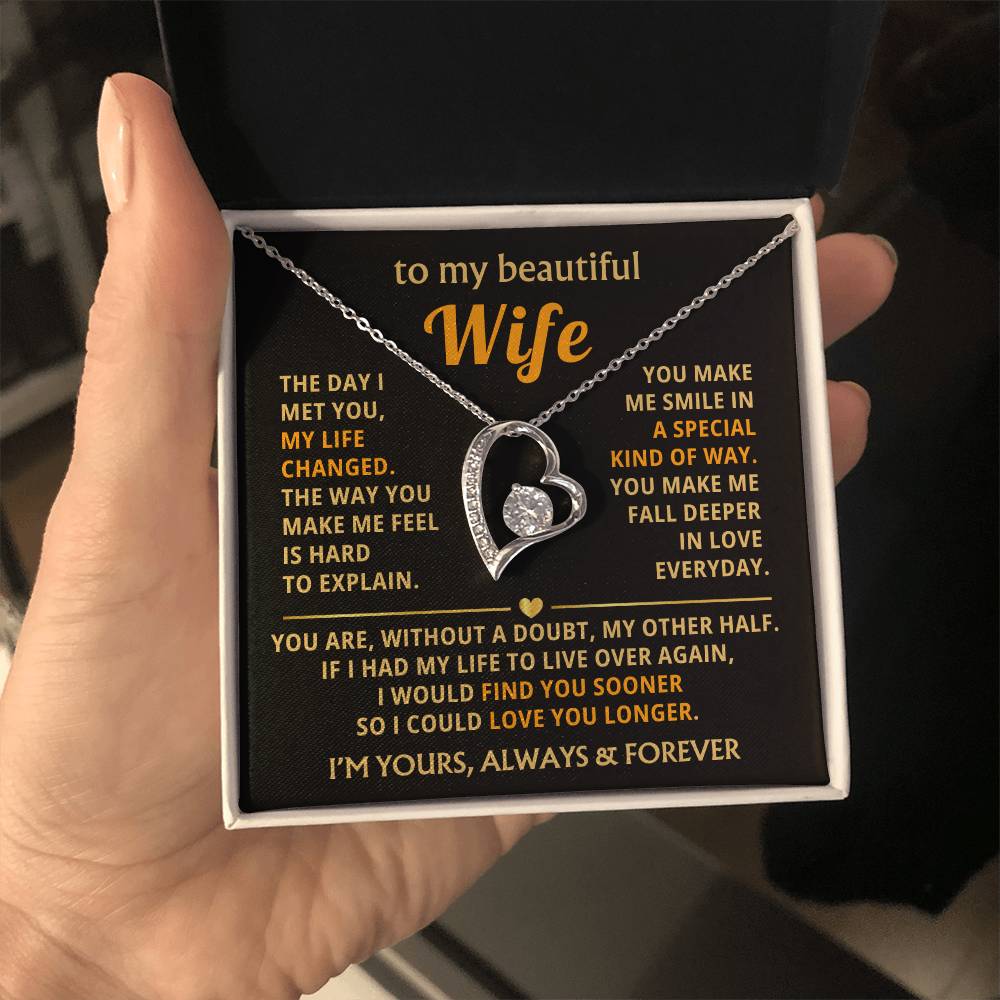 to my beautiful
Wife
THE DAY I
MET YOU,
MY LIFE
CHANGED.
THE WAY YOU
MAKE ME FEEL
IS HARD
TO EXPLAIN.
YOU MAKE
ME SMILE IN
A SPECIAL
KIND OF WAY.
YOU MAKE ME
FALL DEEPER
IN LOVE
EVERYDAY.
YOU ARE, WITHOUT A DOUBT, MY OTHER HALF.
IF I HAD MY LIFE TO LIVE OVER AGAIN,
I WOULD FIND YOU SOONER
SO I COULD LOVE YOU LONGER.
I'M YOURS, ALWAYS & FOREVER